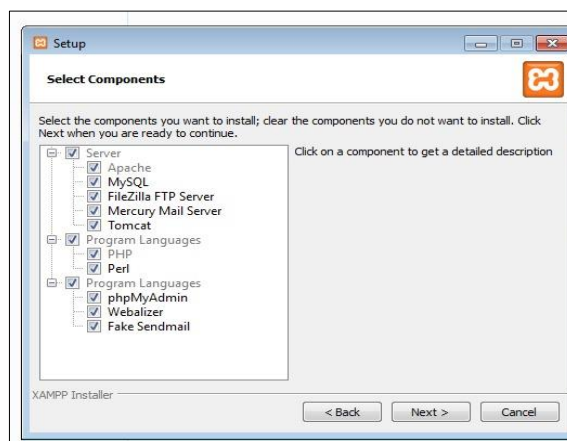 Setup
Select Components
Select the components you want to install; clear the components you do not want to install. Click
Next when you are ready to continue.
Server
Apache
MySQL
FileZilla FTP Server
Mercury Mail Server
Tomcat
Program Languages
PHP
Perl
Program Languages
phpMyAdmin
Webalizer
Fake Sendmail
Click on a component to get a detailed description
XAMPP Installer
< Back
Next >
Cancel